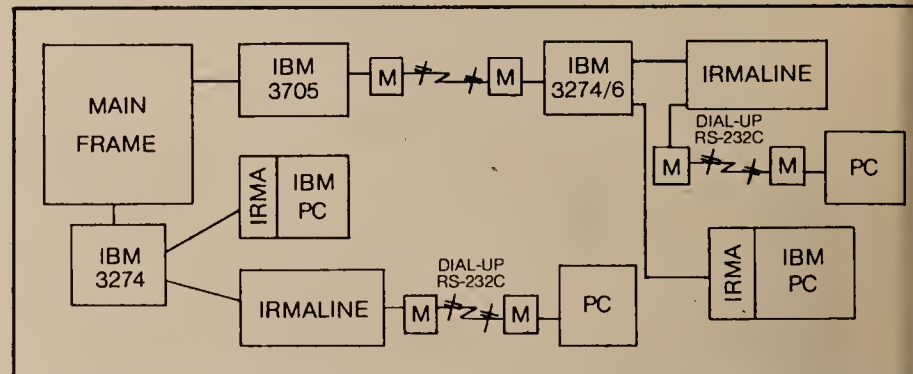 MAIN
FRAME
IBM
3705
M
M
IBM
3274/6
IRMALINE
DIAL-UP
RS-232C
M
M
PC
IRMA
IBM
PC
IBM
3274
IRMALINE
DIAL-UP
RS-232C
M
M
PC
IRMA
IBM
PC